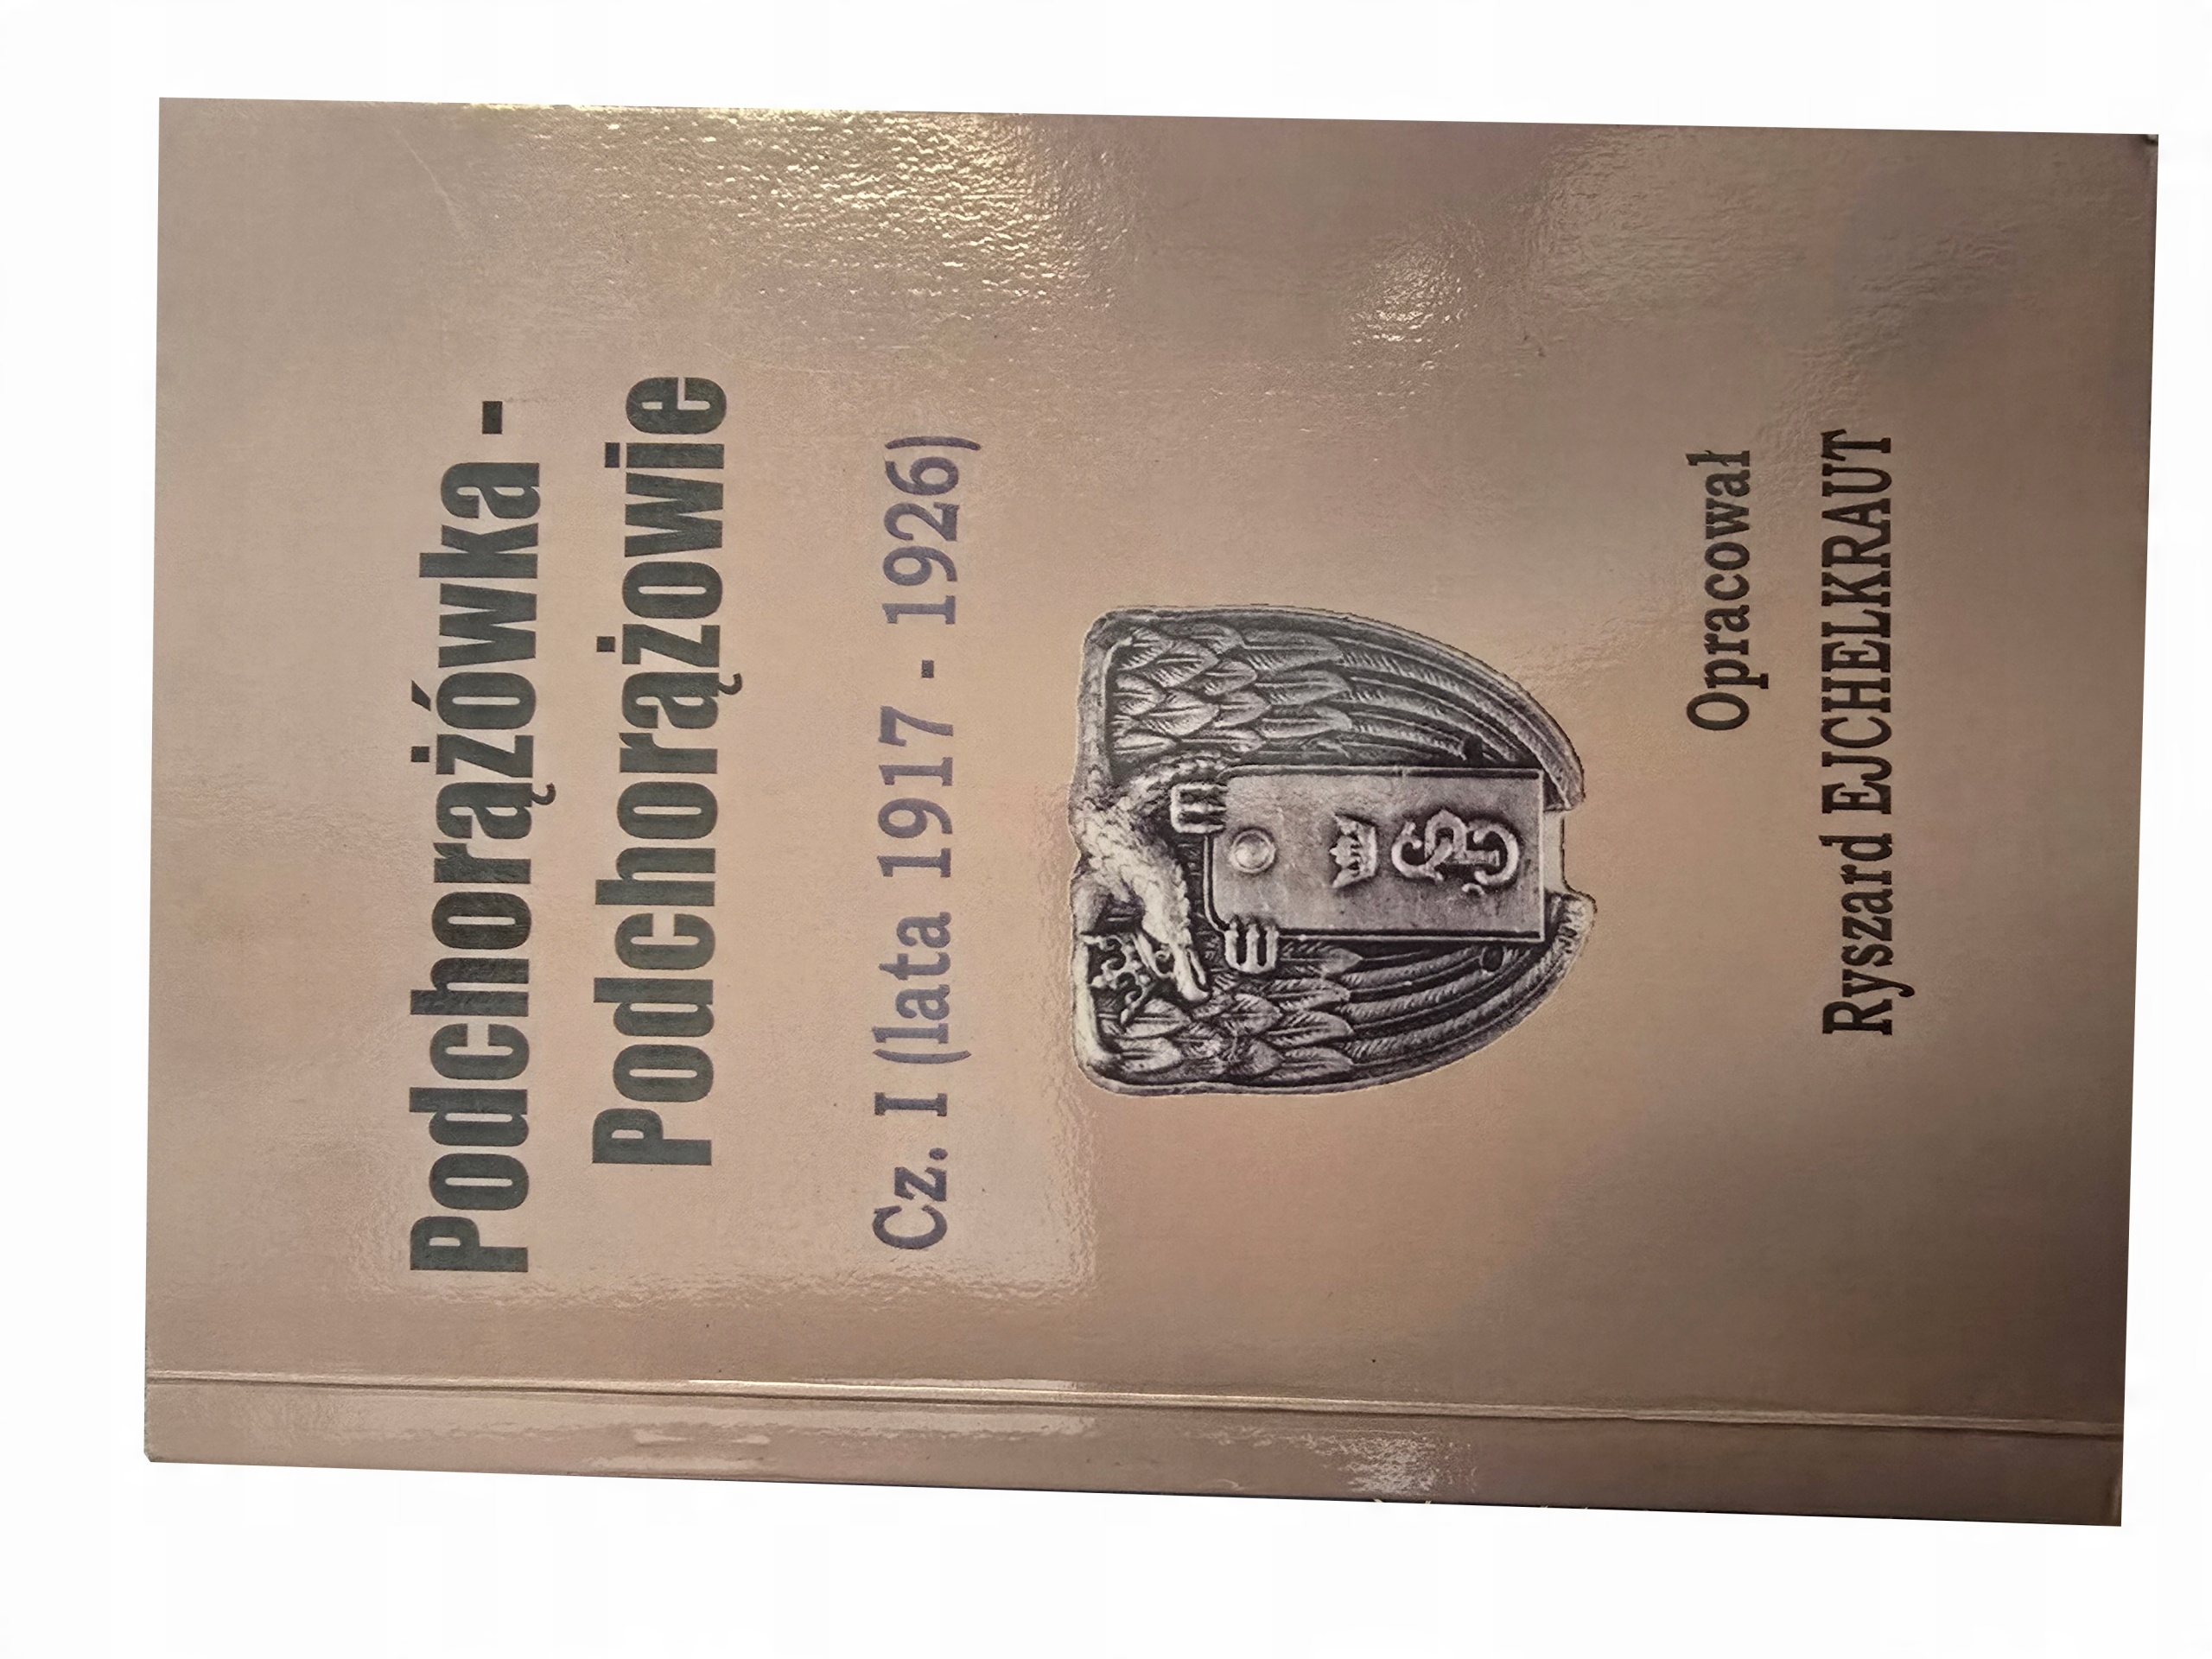 Podchorążówka -
Podchorążowie
Cz. I (lata 1917 - 1926)
Opracował
Ryszard EJCHELKRAUT